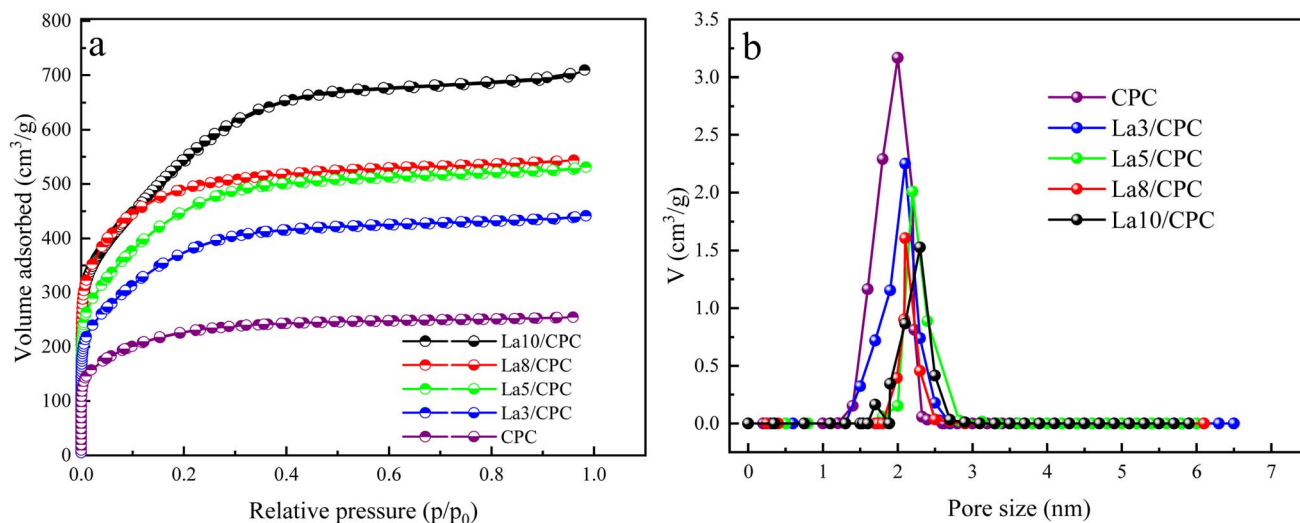 a
Volume adsorbed (cm³/g)
800
700
600
500
400
300
200
100
0
0.0 0.2 0.4 0.6 0.8 1.0
Relative pressure (p/p₀)
La10/CPC
La8/CPC
La5/CPC
La3/CPC
CPC
b
V (cm³/g)
3.5
3.0
2.5
2.0
1.5
1.0
0.5
0.0
0 1 2 3 4 5 6 7
Pore size (nm)
CPC
La3/CPC
La5/CPC
La8/CPC
La10/CPC